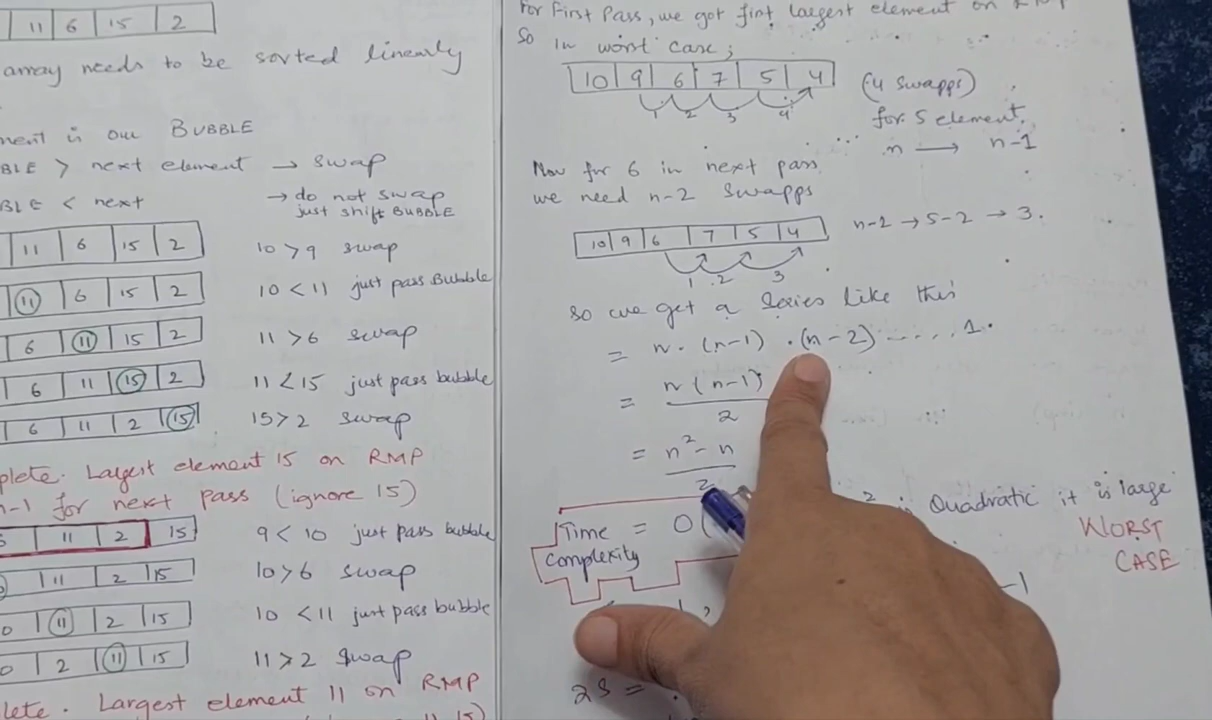 11 6 15 2
array needs to be sorted linearly
is our BUBBLE
> next element → swap
< next → do not swap
just shift BUBBLE
11 6 15 2 10 > 9 swap
11 6 15 2 10 < 11 just pass Bubble
6 11 15 2 11 > 6 swap
6 11 15 2 11 < 15 just pass bubble
6 11 2 15 15 > 2 swap
Largest element 15 on RMP
for next pass (ignore 15)
11 2 15 9 < 10 just pass bubble
11 2 15 10 > 6 swap
11 2 15 10 < 11 just pass bubble
2 11 15 11 > 2 swap
Largest element 11 on RMP
For First Pass, we got first largest element on
So in worst case;
10 9 6 7 5 4 (4 swapps)
1 2 3 4 for 5 element.
n → n-1
Now for 6 in next pass
we need n-2 swapps
10 9 6 7 5 4 n-2 → 5-2 → 3.
1 2 3
so we get a series like this
= n · (n-1) · (n-2) ..... 1.
= n (n-1)
2
= n² - n
2
Time = O(
Complexity
Quadratic it is large
WORST
CASE
2S =